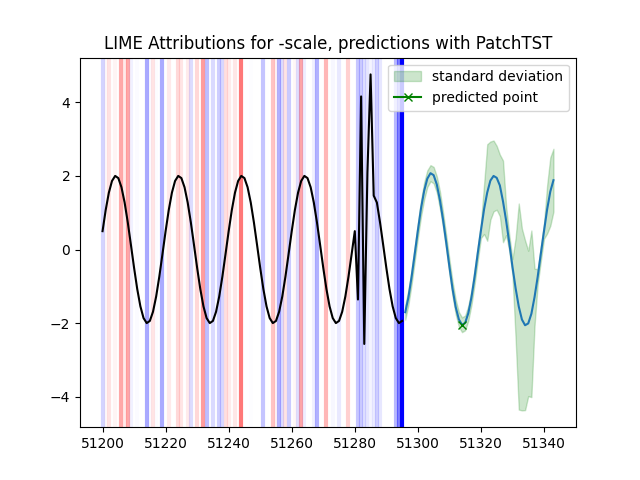 LIME Attributions for -scale, predictions with PatchTST
standard deviation
predicted point
4
2
0
−2
−4
51200 51220 51240 51260 51280 51300 51320 51340